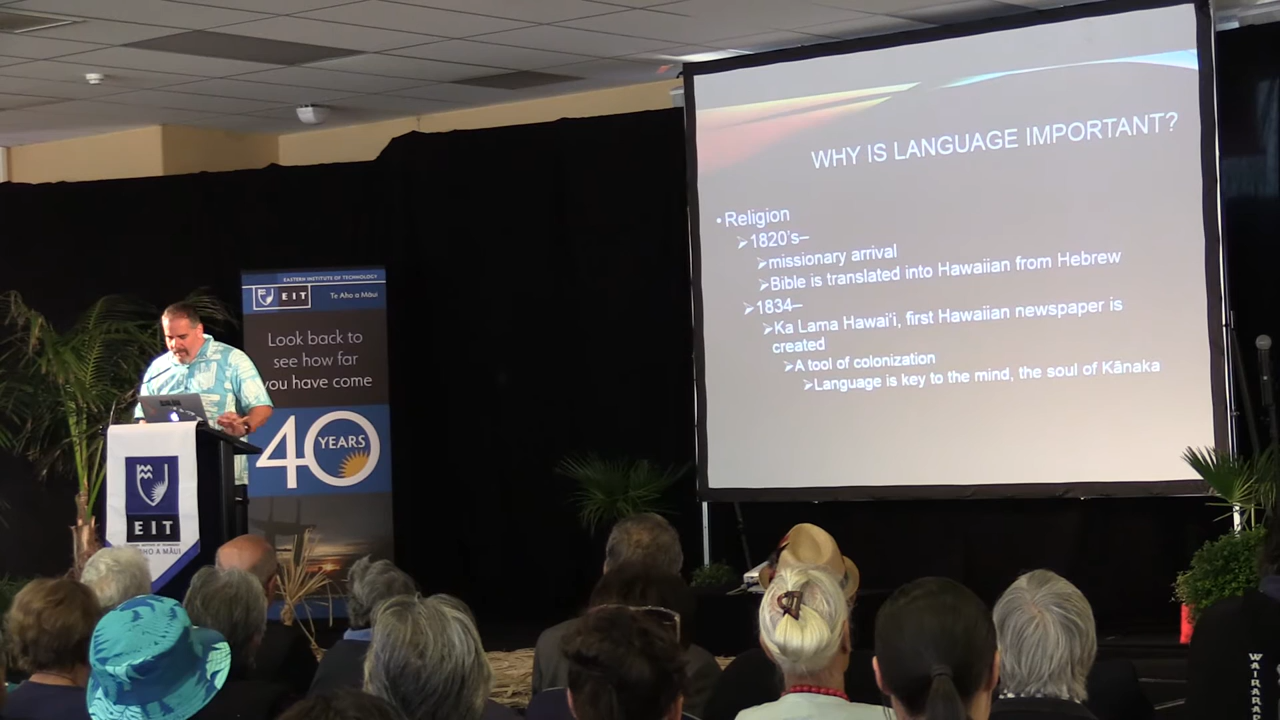 WHY IS LANGUAGE IMPORTANT?
• Religion
➢1820's–
➢missionary arrival
➢Bible is translated into Hawaiian from Hebrew
➢1834–
➢Ka Lama Hawai'i, first Hawaiian newspaper is
created
➢A tool of colonization
➢Language is key to the mind, the soul of Kānaka
EASTERN INSTITUTE OF TECHNOLOGY
EIT Te Aho a Māui
Look back to
see how far
you have come
40 YEARS
EIT
AHO A MĀUI
WAIRARAP